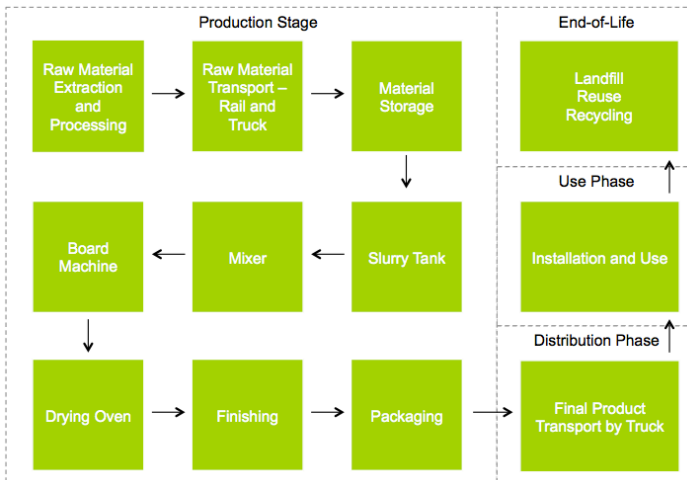 Production Stage
End-of-Life
Raw Material
Extraction
and
Processing
Raw Material
Transport –
Rail and
Truck
Material
Storage
Landfill
Reuse
Recycling
Use Phase
Board
Machine
Mixer
Slurry Tank
Installation and Use
Distribution Phase
Drying Oven
Finishing
Packaging
Final Product
Transport by Truck